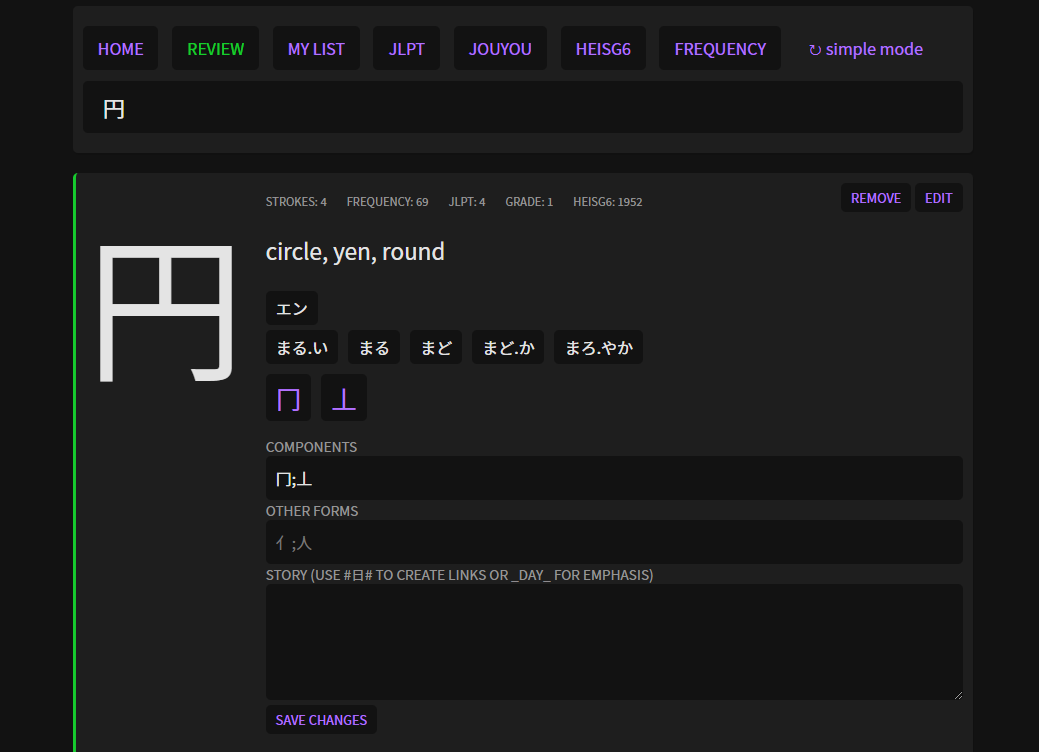 HOME REVIEW MY LIST JLPT JOUYOU HEISG6 FREQUENCY ↻ simple mode
円
STROKES: 4 FREQUENCY: 69 JLPT: 4 GRADE: 1 HEISG6: 1952 REMOVE EDIT
円
circle, yen, round
エン
まる.い まる まど まど.か まろ.やか
冂 丄
COMPONENTS
冂;丄
OTHER FORMS
亻;人
STORY (USE #日# TO CREATE LINKS OR _DAY_ FOR EMPHASIS)
SAVE CHANGES